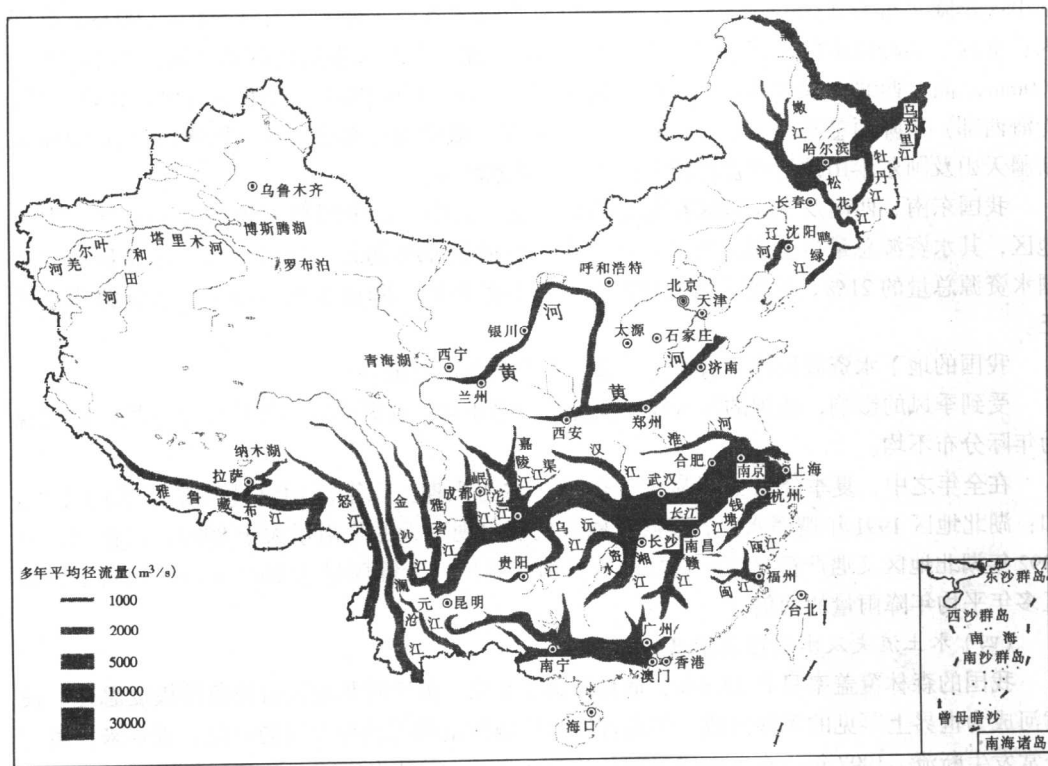 嫩江
乌苏里江
哈尔滨
牡丹江
松花江
长春
辽河
沈阳
鸭绿江
乌鲁木齐
博斯腾湖
塔里木河
叶尔羌河
和田河
罗布泊
呼和浩特
北京
天津
银川
太原
石家庄
黄河
青海湖
西宁
兰州
济南
黄河
西安
郑州
淮河
嘉陵江
渠江
汉江
合肥
南京
上海
纳木湖
拉萨
雅鲁藏布江
怒江
金沙江
雅砻江
成都
岷江
沱江
武汉
杭州
钱塘江
长江
乌江
沅江
资水
长沙
湘江
南昌
赣江
瓯江
贵阳
闽江
福州
台北
澜沧江
元江
昆明
南宁
广州
香港
澳门
海口
多年平均径流量(m³/s)
1000
2000
5000
10000
30000
东沙群岛
西沙群岛
南海
南沙群岛
曾母暗沙
南海诸岛